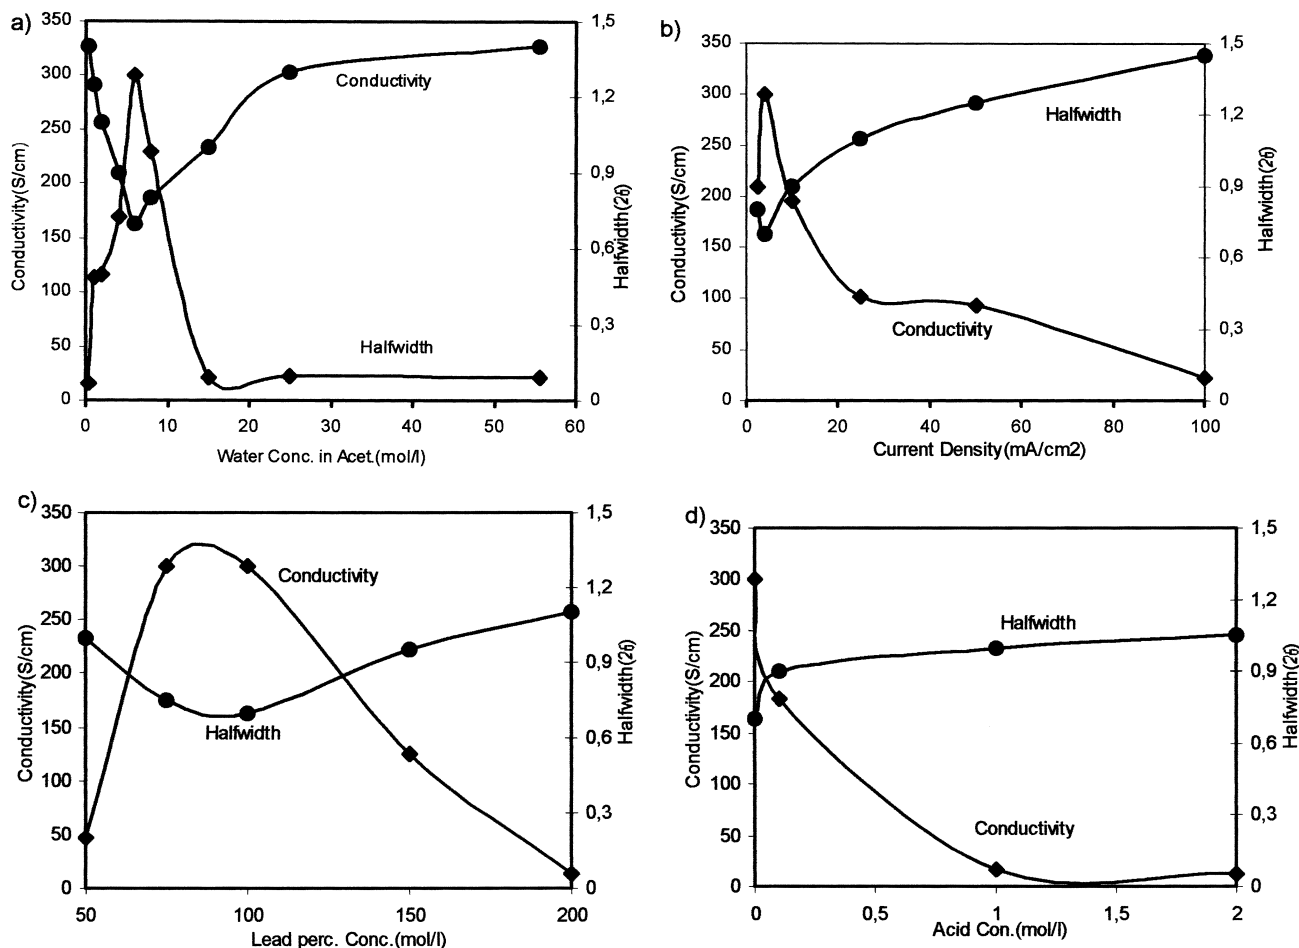 a)
350
300
250
200
150
100
50
0
Conductivity(S/cm)
1,5
1,2
0,9
0,6
0,3
0
Halfwidth(2θ)
Conductivity
Halfwidth
0 10 20 30 40 50 60
Water Conc. in Acet.(mol/l)
b)
350
300
250
200
150
100
50
0
Conductivity(S/cm)
1,5
1,2
0,9
0,6
0,3
0
Halfwidth(2θ)
Halfwidth
Conductivity
0 20 40 60 80 100
Current Density(mA/cm2)
c)
350
300
250
200
150
100
50
0
Conductivity(S/cm)
1,5
1,2
0,9
0,6
0,3
0
Halfwidth(2θ)
Conductivity
Halfwidth
50 100 150 200
Lead perc. Conc.(mol/l)
d)
350
300
250
200
150
100
50
0
Conductivity(S/cm)
1,5
1,2
0,9
0,6
0,3
0
Halfwidth(2θ)
Halfwidth
Conductivity
0 0,5 1 1,5 2
Acid Con.(mol/l)